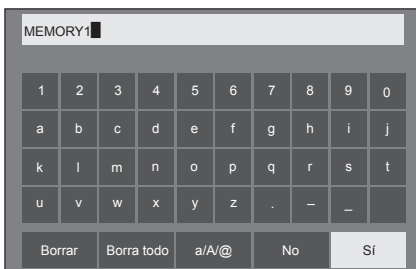 MEMORY1
1 2 3 4 5 6 7 8 9 0
a b c d e f g h i j
k l m n o p q r s t
u v w x y z . – _
Borrar Borra todo a/A/@ No Sí